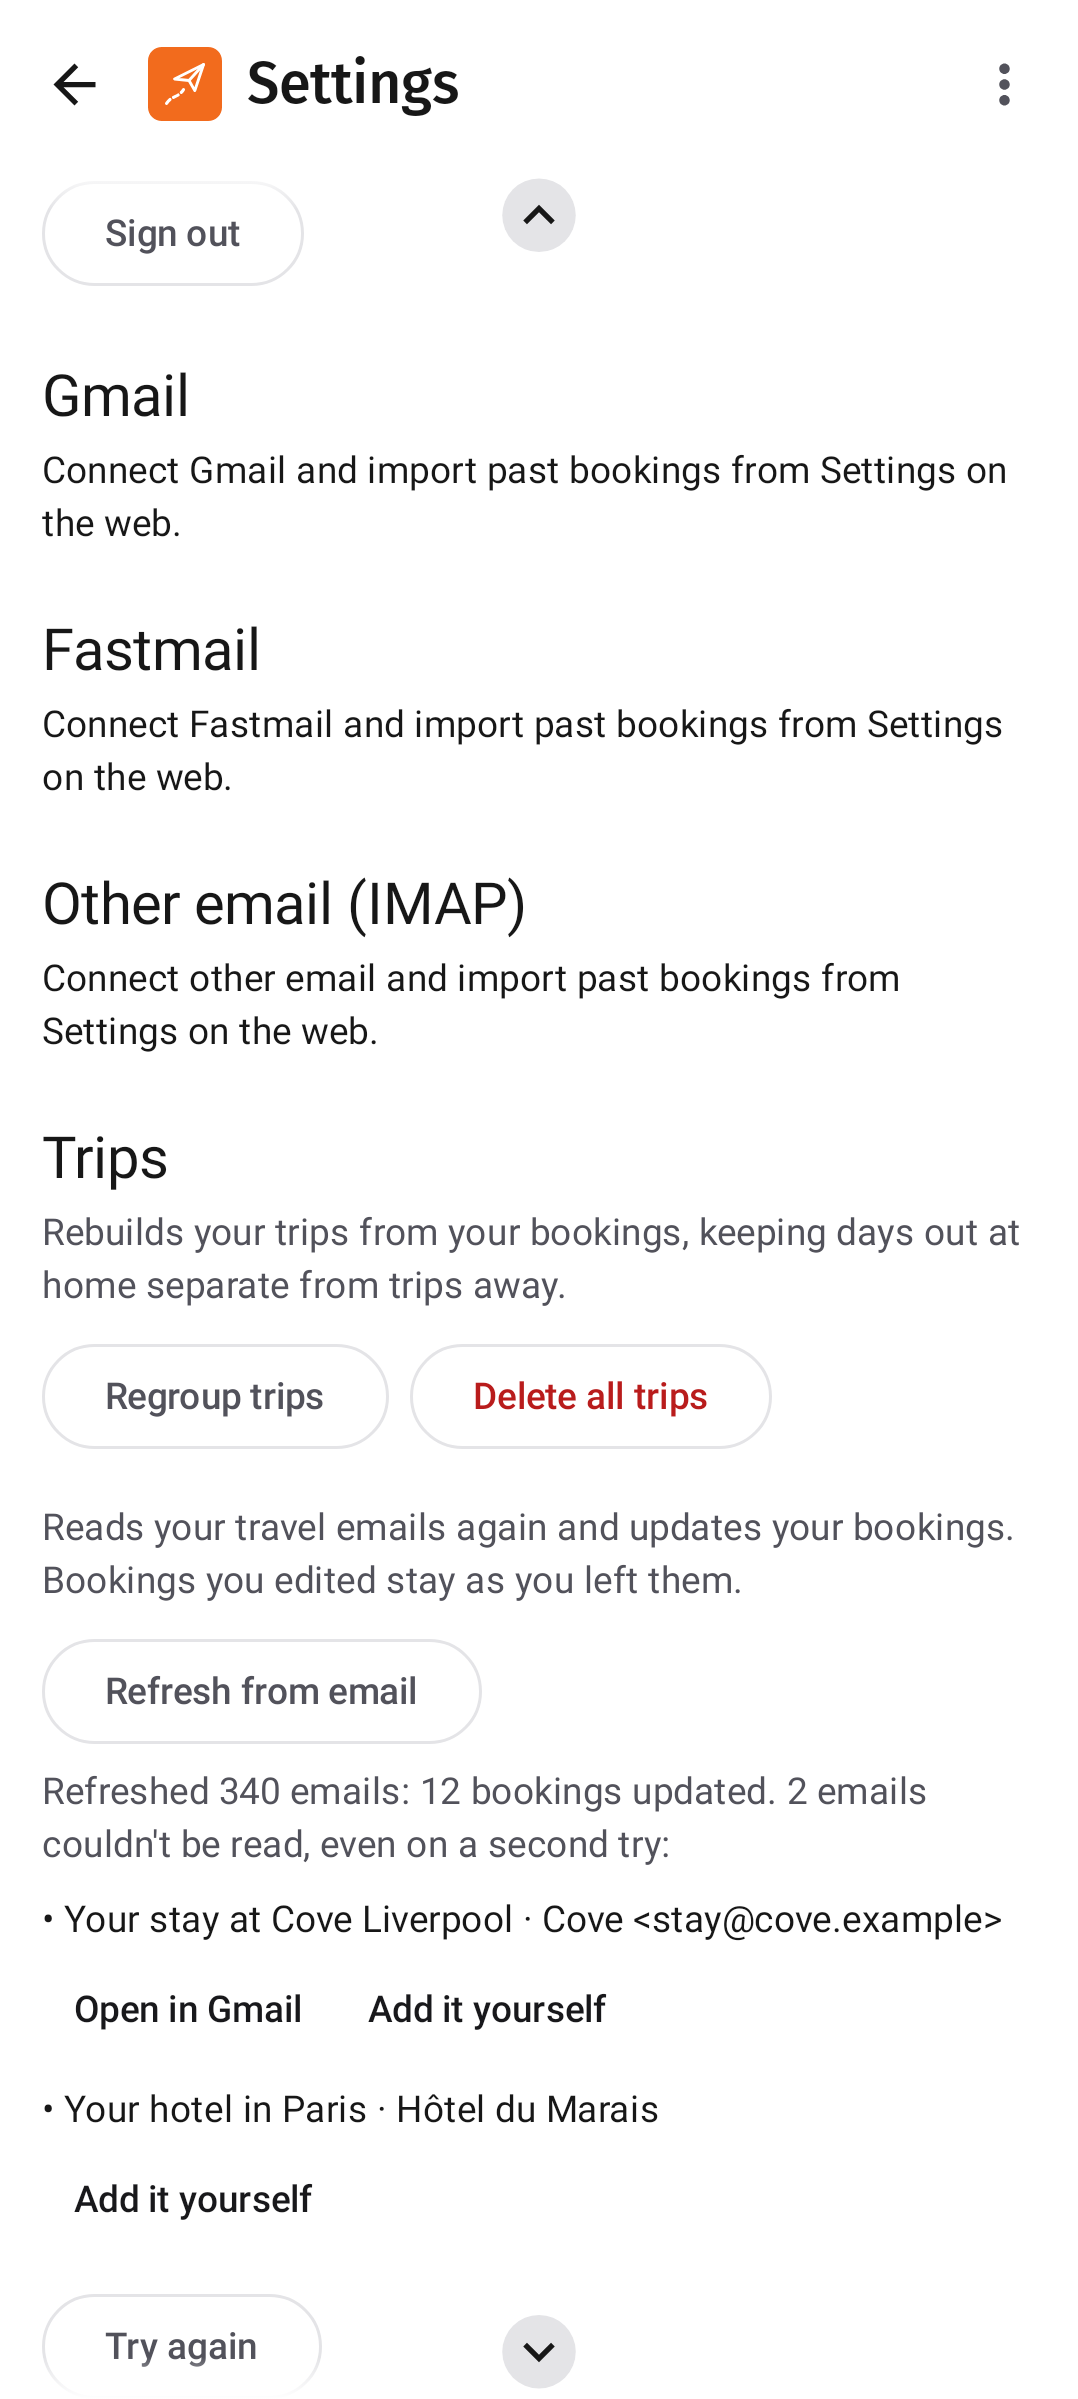 Settings
Sign out
Gmail
Connect Gmail and import past bookings from Settings on
the web.
Fastmail
Connect Fastmail and import past bookings from Settings
on the web.
Other email (IMAP)
Connect other email and import past bookings from
Settings on the web.
Trips
Rebuilds your trips from your bookings, keeping days out at
home separate from trips away.
Regroup trips
Delete all trips
Reads your travel emails again and updates your bookings.
Bookings you edited stay as you left them.
Refresh from email
Refreshed 340 emails: 12 bookings updated. 2 emails
couldn't be read, even on a second try:
• Your stay at Cove Liverpool · Cove <stay@cove.example>
Open in Gmail
Add it yourself
• Your hotel in Paris · Hôtel du Marais
Add it yourself
Try again